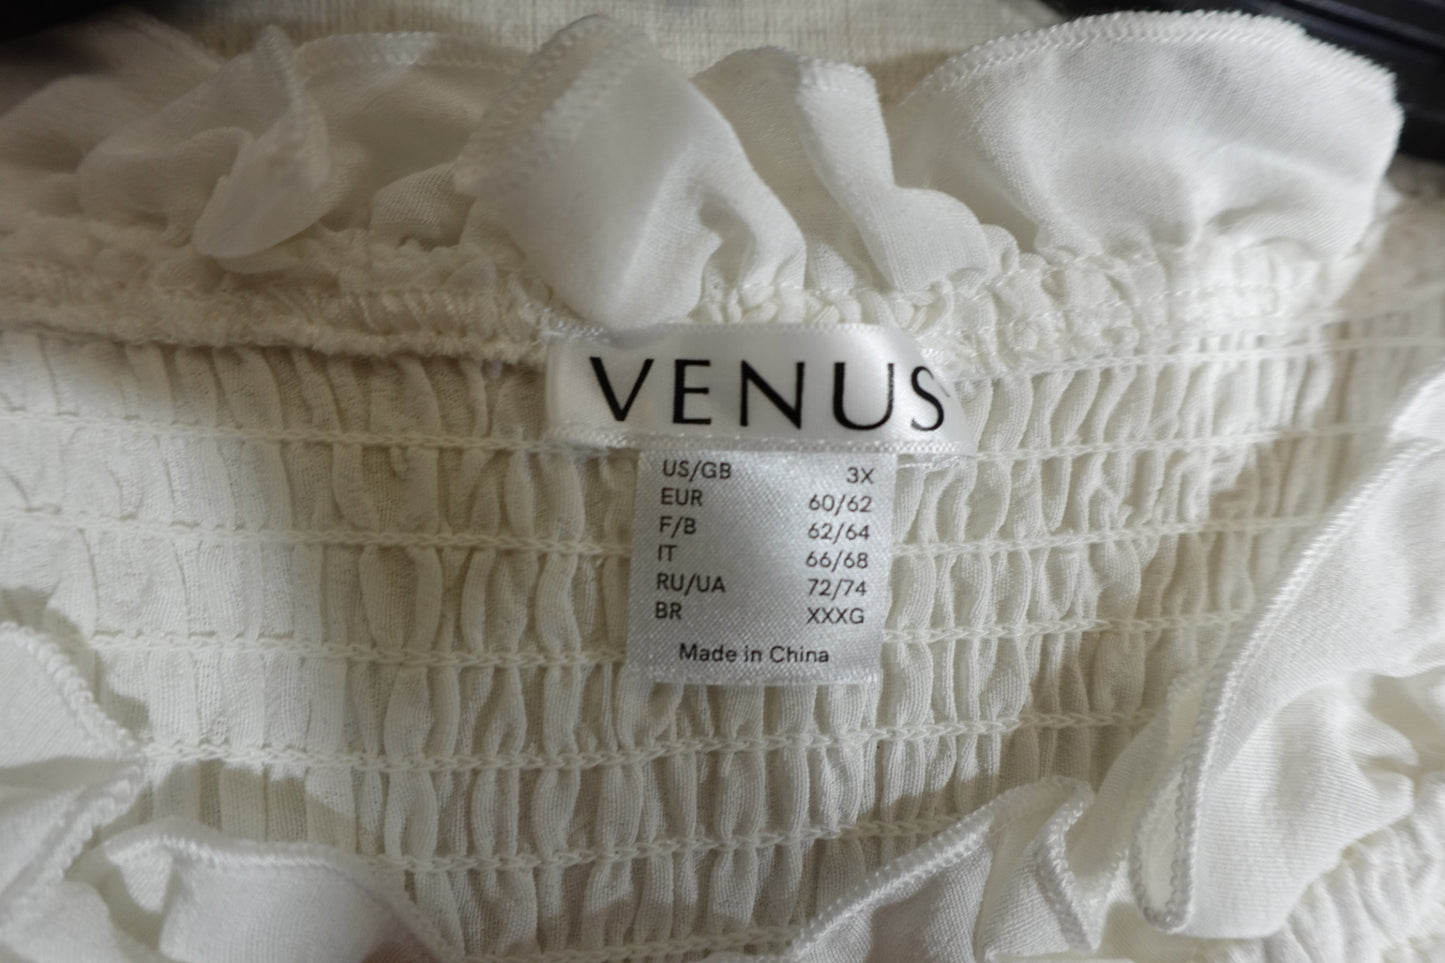 VENUS
US/GB 3X
EUR 60/62
F/B 62/64
IT 66/68
RU/UA 72/74
BR XXXG
Made in China